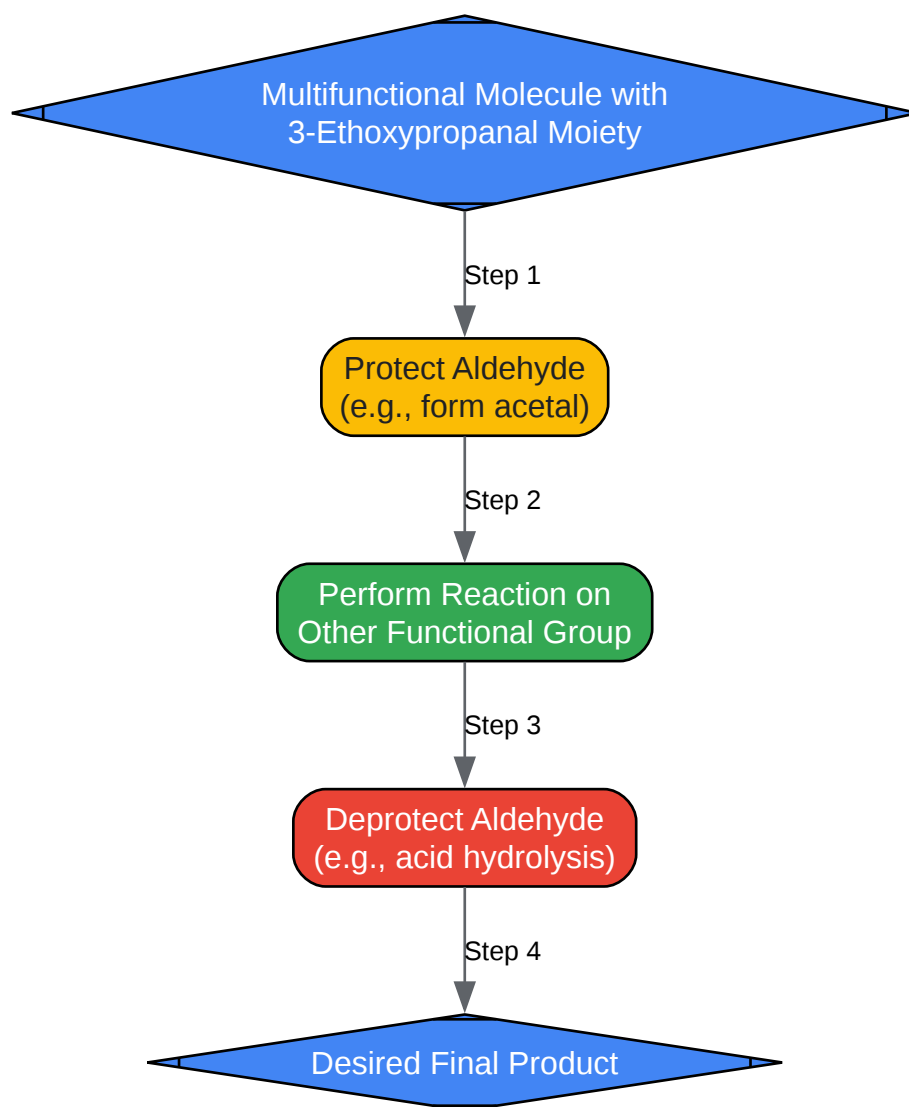 Multifunctional Molecule with
3-Ethoxypropanal Moiety
Step 1
Protect Aldehyde
(e.g., form acetal)
Step 2
Perform Reaction on
Other Functional Group
Step 3
Deprotect Aldehyde
(e.g., acid hydrolysis)
Step 4
Desired Final Product